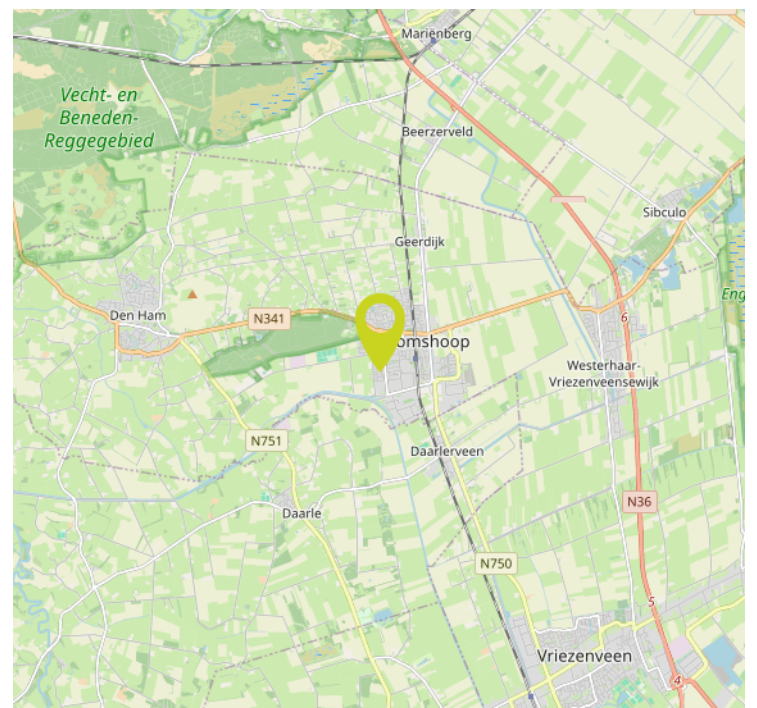 Mariënberg
Vecht- en
Beneden-
Reggegebied
Beerzerveld
Sibculo
Geerdijk
Eng
Den Ham
N341
6
omshoop
Westerhaar-
Vriezenveensewijk
N751
Daarlerveen
N36
Daarle
N750
5
Vriezenveen
4